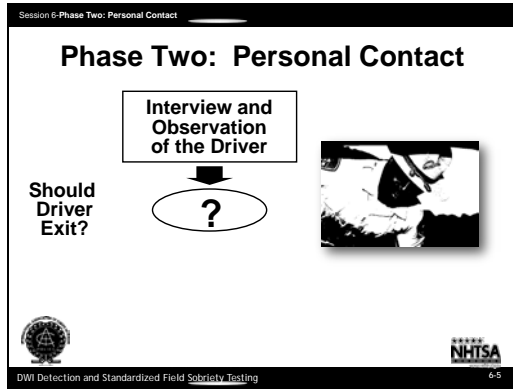 Session 6-Phase Two: Personal Contact
Phase Two: Personal Contact
Interview and
Observation
of the Driver
Should
Driver
Exit?
?
NHTSA
DWI Detection and Standardized Field Sobriety Testing
6-5